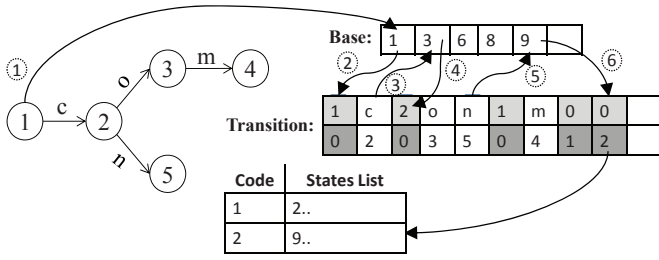 Base: 1 3 6 8 9
① ② ③ ④ ⑤ ⑥
1 c 2 o 3 m 4
n 5
Transition:
1 c 2 o n 1 m 0 0
0 2 0 3 5 0 4 1 2
Code States List
1 2..
2 9..